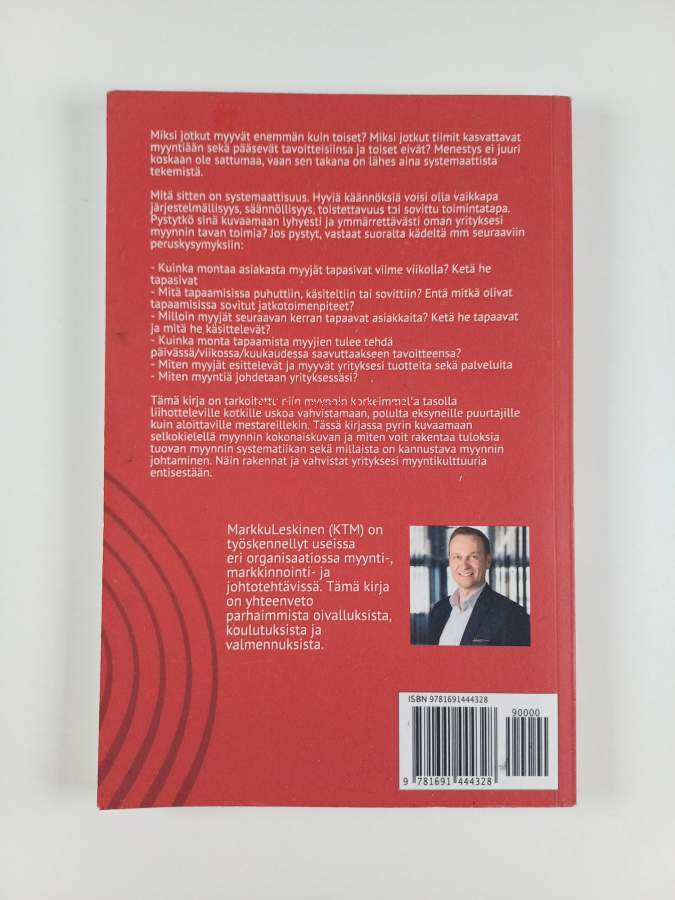 Miksi jotkut myyvät enemmän kuin toiset? Miksi jotkut tiimit kasvattavat
myyntiään sekä pääsevät tavoitteisiinsa ja toiset eivät? Menestys ei juuri
koskaan ole sattumaa, vaan sen takana on lähes aina systemaattista
tekemistä.
Mitä sitten on systemaattisuus. Hyviä käännöksiä voisi olla vaikkapa
järjestelmällisyys, säännöllisyys, toistettavuus tai sovittu toimintatapa.
Pystytkö sinä kuvaamaan lyhyesti ja ymmärrettävästi oman yrityksesi
myynnin tavan toimia? Jos pystyt, vastaat suoralta kädeltä mm seuraaviin
peruskysymyksiin:
- Kuinka montaa asiakasta myyjät tapasivat viime viikolla? Ketä he
tapasivat
- Mitä tapaamisissa puhuttiin, käsiteltiin tai sovittiin? Entä mitkä olivat
tapaamisissa sovitut jatkotoimenpiteet?
- Milloin myyjät seuraavan kerran tapaavat asiakkaita? Ketä he tapaavat
ja mitä he käsittelevät?
- Kuinka monta tapaamista myyjien tulee tehdä
päivässä/viikossa/kuukaudessa saavuttaakseen tavoitteensa?
- Miten myyjät esittelevät ja myyvät yrityksesi tuotteita sekä palveluita
- Miten myyntiä johdetaan yrityksessäsi?
Tämä kirja on tarkoitettu niin myynnin korkeimmalla tasolla
liihotteleville kotkille uskoa vahvistamaan, polulta eksyneille puurtajille
kuin aloittaville mestareillekin. Tässä kirjassa pyrin kuvaamaan
selkokielellä myynnin kokonaiskuvan ja miten voit rakentaa tuloksia
tuovan myynnin systematiikan sekä millaista on kannustava myynnin
johtaminen. Näin rakennat ja vahvistat yrityksesi myyntikulttuuria
entisestään.
MarkkuLeskinen (KTM) on
työskennellyt useissa
eri organisaatiossa myynti-,
markkinnointi- ja
johtotehtävissä. Tämä kirja
on yhteenveto
parhaimmista oivalluksista,
koulutuksista ja
valmennuksista.
ISBN 9781691444328
90000
9 781691 444328